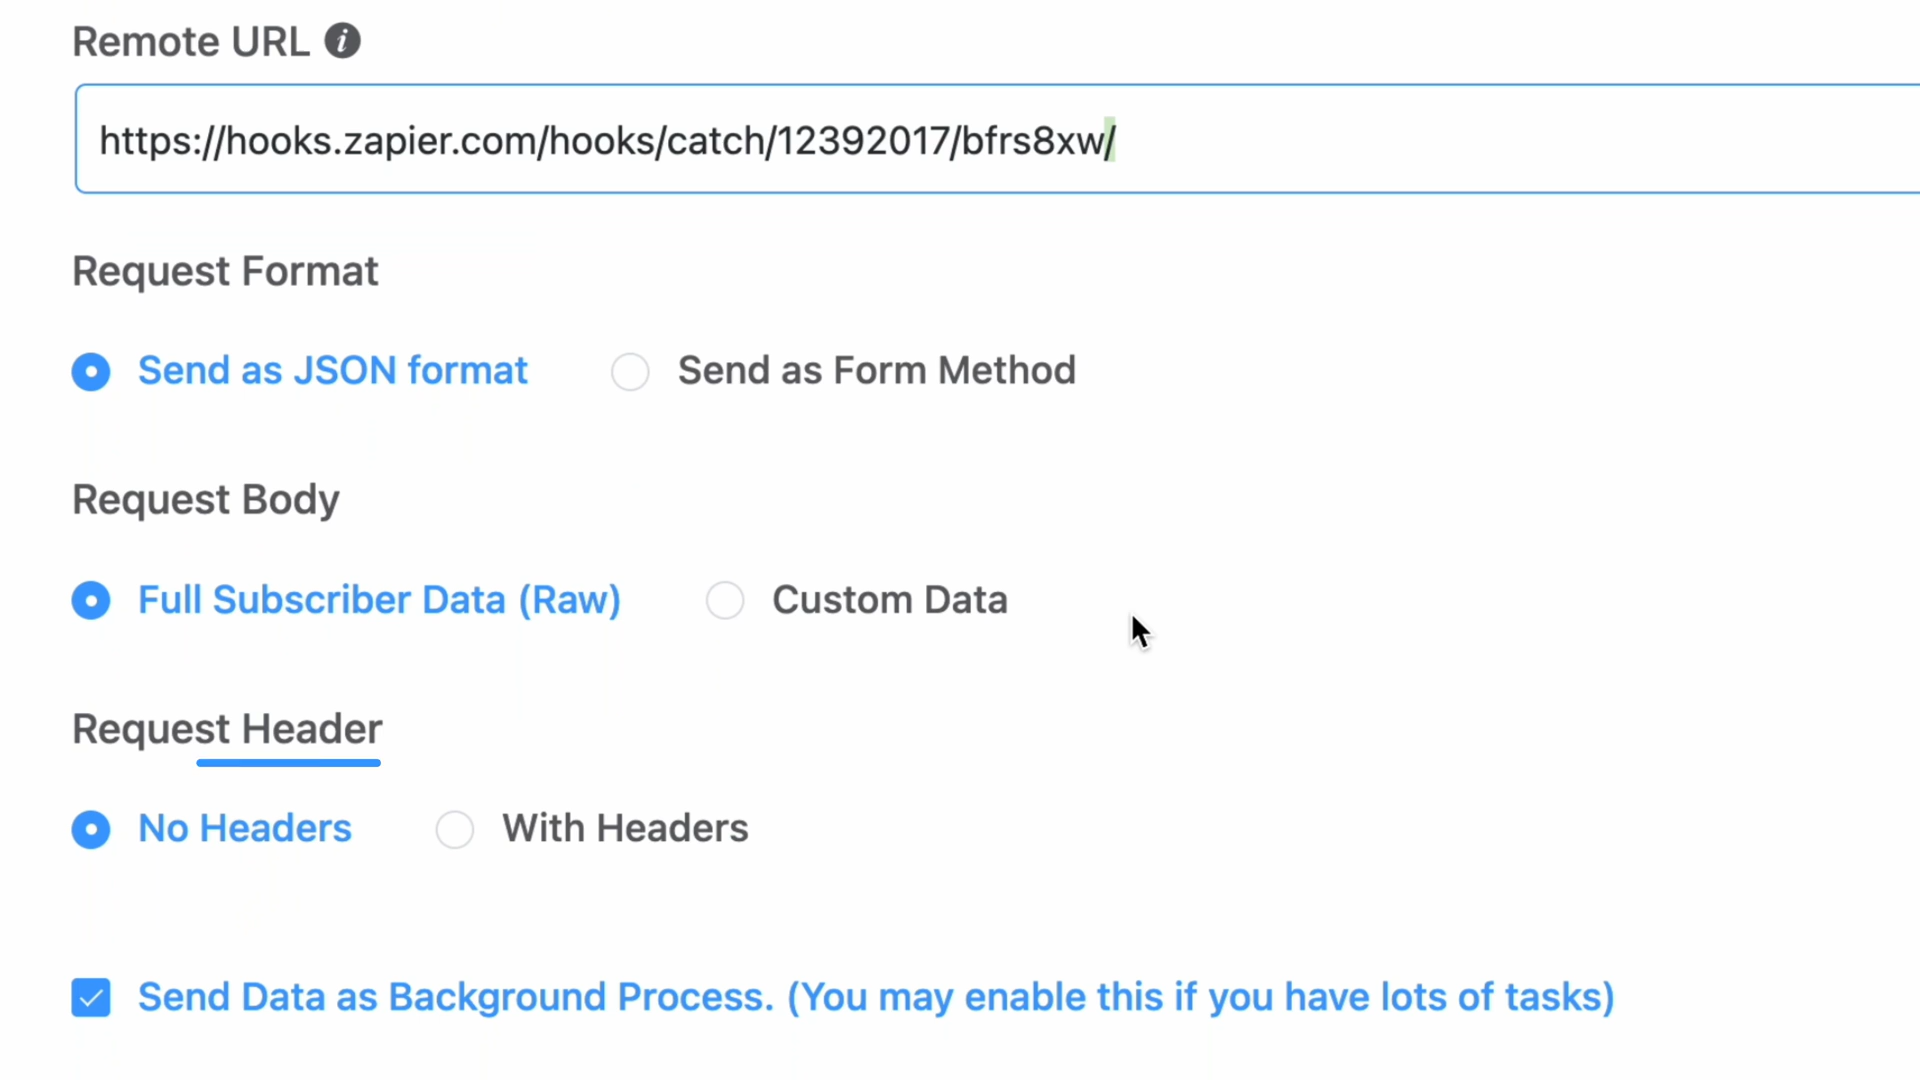 Remote URL
https://hooks.zapier.com/hooks/catch/12392017/bfrs8xw/
Request Format
Send as JSON format Send as Form Method
Request Body
Full Subscriber Data (Raw) Custom Data
Request Header
No Headers With Headers
Send Data as Background Process. (You may enable this if you have lots of tasks)